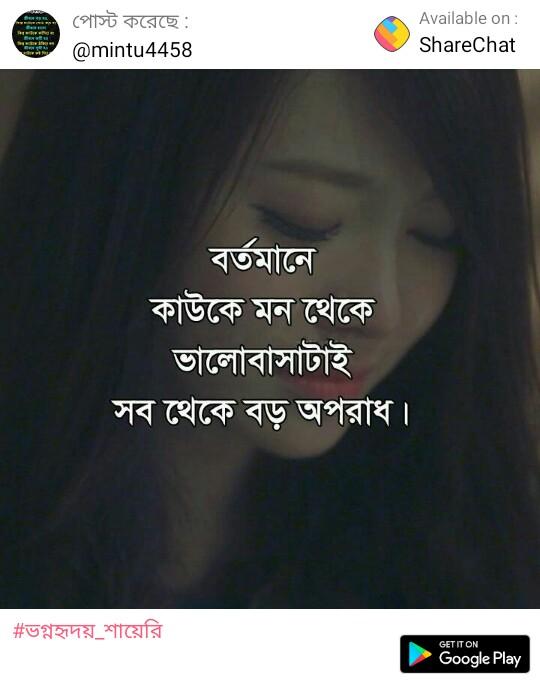 পোস্ট করেছে :
@mintu4458
Available on :
ShareChat
বর্তমানে
কাউকে মন থেকে
ভালোবাসাটাই
সব থেকে বড় অপরাধ।
#ভগ্নহৃদয়_শায়েরি
GET IT ON
Google Play